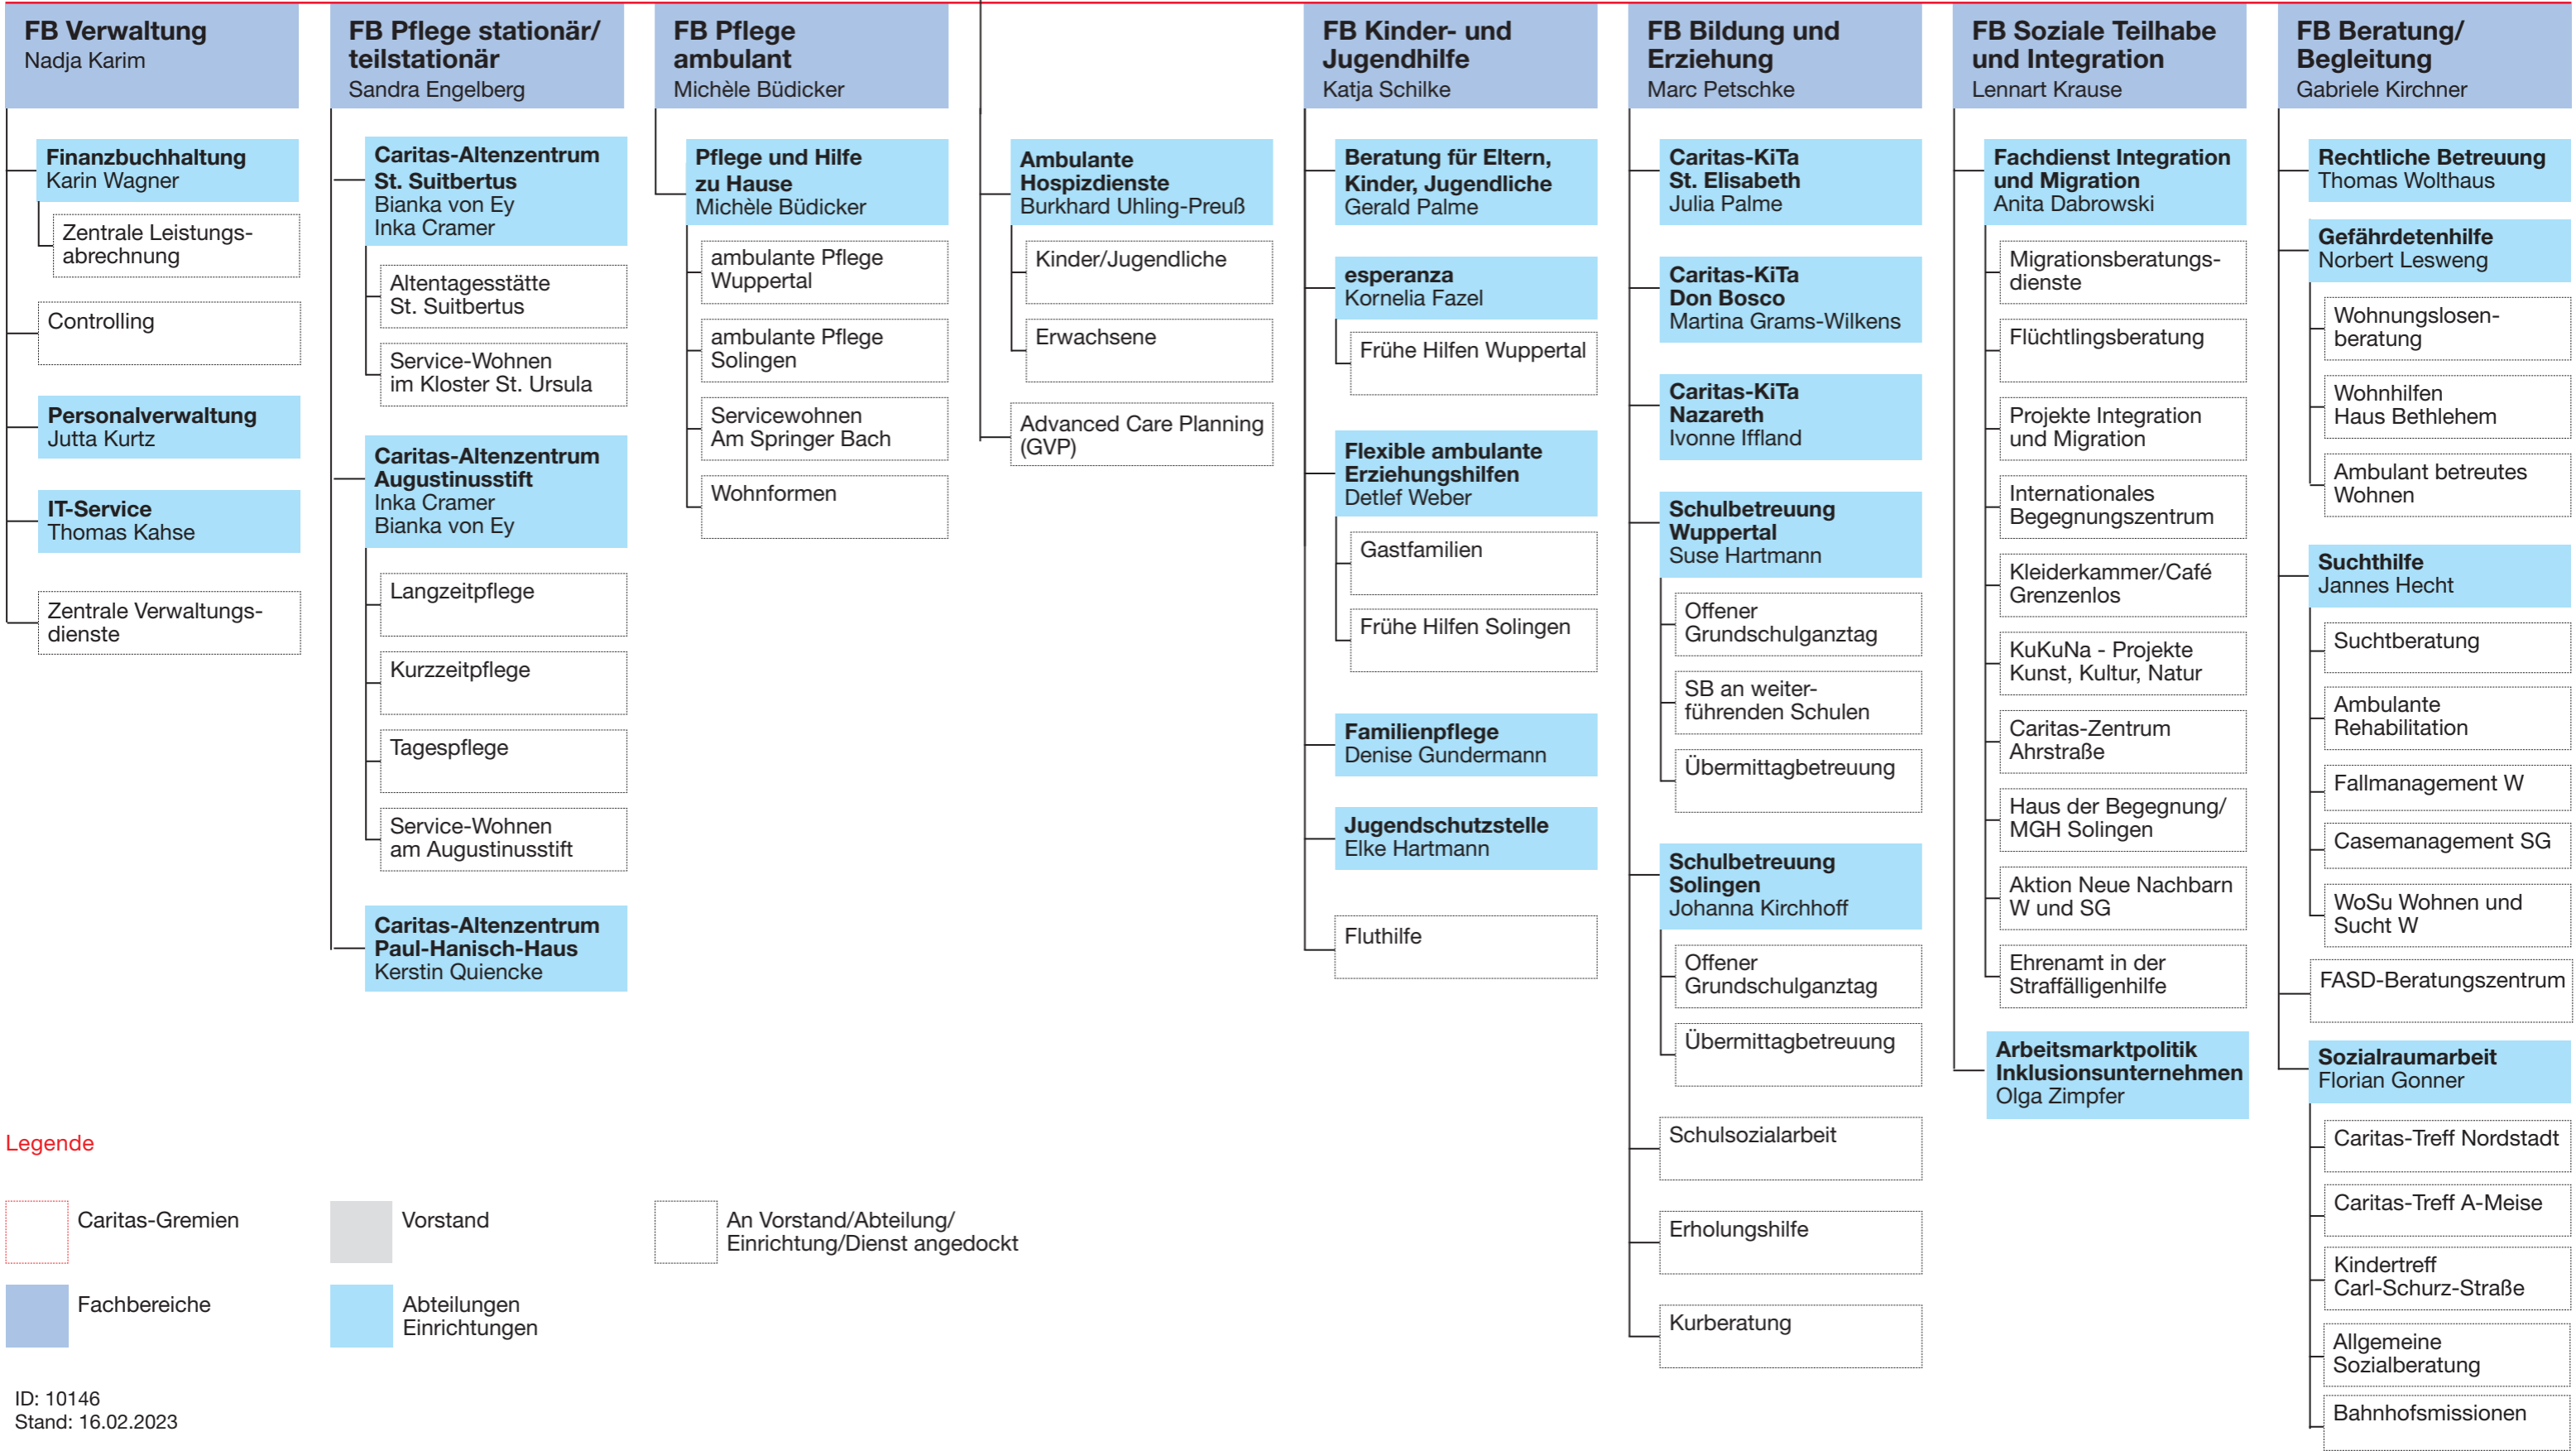 FB Verwaltung
Nadja Karim
Finanzbuchhaltung
Karin Wagner
Zentrale Leistungs-
abrechnung
Controlling
Personalverwaltung
Jutta Kurtz
IT-Service
Thomas Kahse
Zentrale Verwaltungs-
dienste
FB Pflege stationär/
teilstationär
Sandra Engelberg
Caritas-Altenzentrum
St. Suitbertus
Bianka von Ey
Inka Cramer
Altentagesstätte
St. Suitbertus
Service-Wohnen
im Kloster St. Ursula
Caritas-Altenzentrum
Augustinusstift
Inka Cramer
Bianka von Ey
Langzeitpflege
Kurzzeitpflege
Tagespflege
Service-Wohnen
am Augustinusstift
Caritas-Altenzentrum
Paul-Hanisch-Haus
Kerstin Quiencke
FB Pflege
ambulant
Michèle Büdicker
Pflege und Hilfe
zu Hause
Michèle Büdicker
ambulante Pflege
Wuppertal
ambulante Pflege
Solingen
Servicewohnen
Am Springer Bach
Wohnformen
Ambulante
Hospizdienste
Burkhard Uhling-Preuß
Kinder/Jugendliche
Erwachsene
Advanced Care Planning
(GVP)
FB Kinder- und
Jugendhilfe
Katja Schilke
Beratung für Eltern,
Kinder, Jugendliche
Gerald Palme
esperanza
Kornelia Fazel
Frühe Hilfen Wuppertal
Flexible ambulante
Erziehungshilfen
Detlef Weber
Gastfamilien
Frühe Hilfen Solingen
Familienpflege
Denise Gundermann
Jugendschutzstelle
Elke Hartmann
Fluthilfe
FB Bildung und
Erziehung
Marc Petschke
Caritas-KiTa
St. Elisabeth
Julia Palme
Caritas-KiTa
Don Bosco
Martina Grams-Wilkens
Caritas-KiTa
Nazareth
Ivonne Iffland
Schulbetreuung
Wuppertal
Suse Hartmann
Offener
Grundschulganztag
SB an weiter-
führenden Schulen
Übermittagbetreuung
Schulbetreuung
Solingen
Johanna Kirchhoff
Offener
Grundschulganztag
Übermittagbetreuung
Schulsozialarbeit
Erholungshilfe
Kurberatung
FB Soziale Teilhabe
und Integration
Lennart Krause
Fachdienst Integration
und Migration
Anita Dabrowski
Migrationsberatungs-
dienste
Flüchtlingsberatung
Projekte Integration
und Migration
Internationales
Begegnungszentrum
Kleiderkammer/Café
Grenzenlos
KuKuNa - Projekte
Kunst, Kultur, Natur
Caritas-Zentrum
Ahrstraße
Haus der Begegnung/
MGH Solingen
Aktion Neue Nachbarn
W und SG
Ehrenamt in der
Straffälligenhilfe
Arbeitsmarktpolitik
Inklusionsunternehmen
Olga Zimpfer
FB Beratung/
Begleitung
Gabriele Kirchner
Rechtliche Betreuung
Thomas Wolthaus
Gefährdetenhilfe
Norbert Lesweng
Wohnungslosen-
beratung
Wohnhilfen
Haus Bethlehem
Ambulant betreutes
Wohnen
Suchthilfe
Jannes Hecht
Suchtberatung
Ambulante
Rehabilitation
Fallmanagement W
Casemanagement SG
WoSu Wohnen und
Sucht W
FASD-Beratungszentrum
Sozialraumarbeit
Florian Gonner
Caritas-Treff Nordstadt
Caritas-Treff A-Meise
Kindertreff
Carl-Schurz-Straße
Allgemeine
Sozialberatung
Bahnhofsmissionen
Legende
Caritas-Gremien
Vorstand
An Vorstand/Abteilung/
Einrichtung/Dienst angedockt
Fachbereiche
Abteilungen
Einrichtungen
ID: 10146
Stand: 16.02.2023